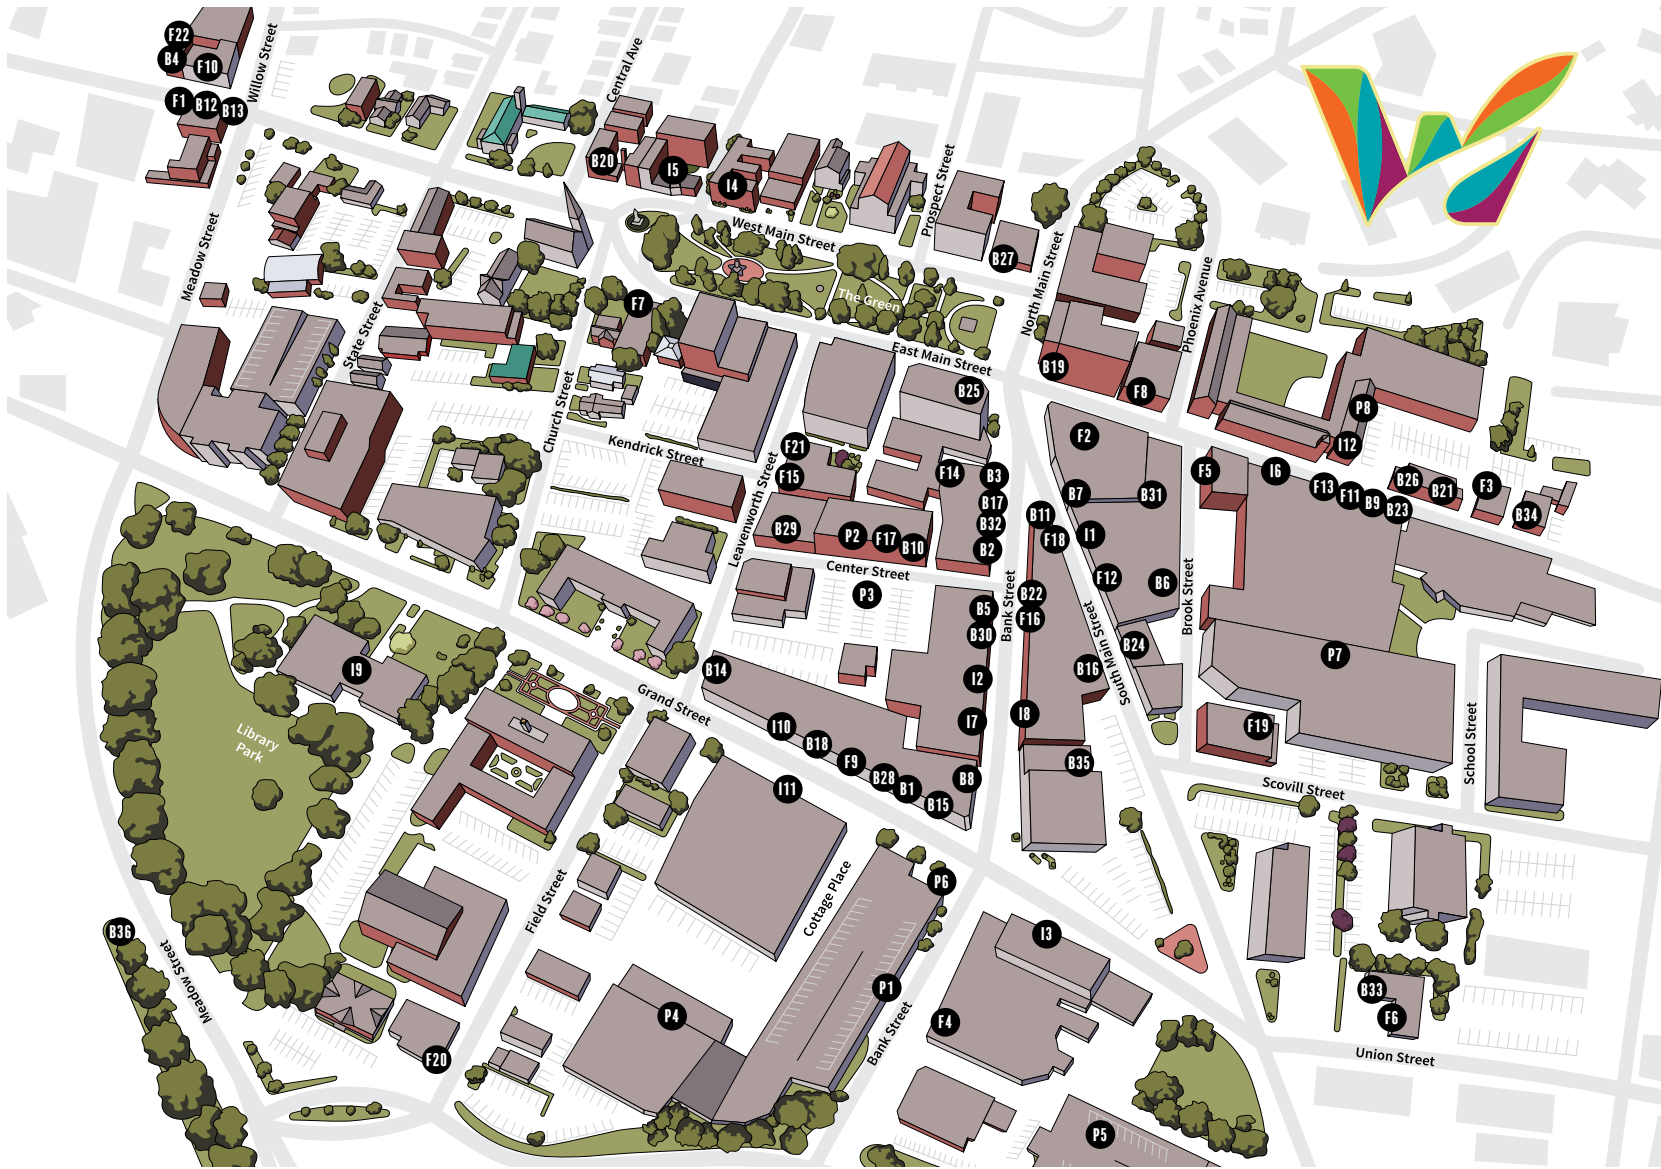 F22
B4
F10
Willow Street
F1
B12
B13
Central Ave
B20
I5
I4
West Main Street
Prospect Street
B27
North Main Street
Meadow Street
The Green
F7
State Street
East Main Street
Phoenix Avenue
B19
F8
B25
P8
Church Street
Kendrick Street
F2
I12
F21
F15
F14
B3
F5
I6
Leavenworth Street
B17
B7
B31
F13
F11
B9
B23
B26
B21
F3
B34
B29
P2
F17
B10
B32
B2
B11
F18
I1
Center Street
P3
F12
B6
Brook Street
B5
B22
Bank Street
F16
B30
South Main Street
B24
P7
I9
B14
I2
B16
Grand Street
I7
I8
F19
School Street
Library
Park
I10
B18
F9
B28
B1
B15
B8
B35
Scovill Street
I11
Cottage Place
P6
Field Street
B36
Meadow Street
I3
P1
P4
F4
Bank Street
B33
F6
Union Street
F20
P5